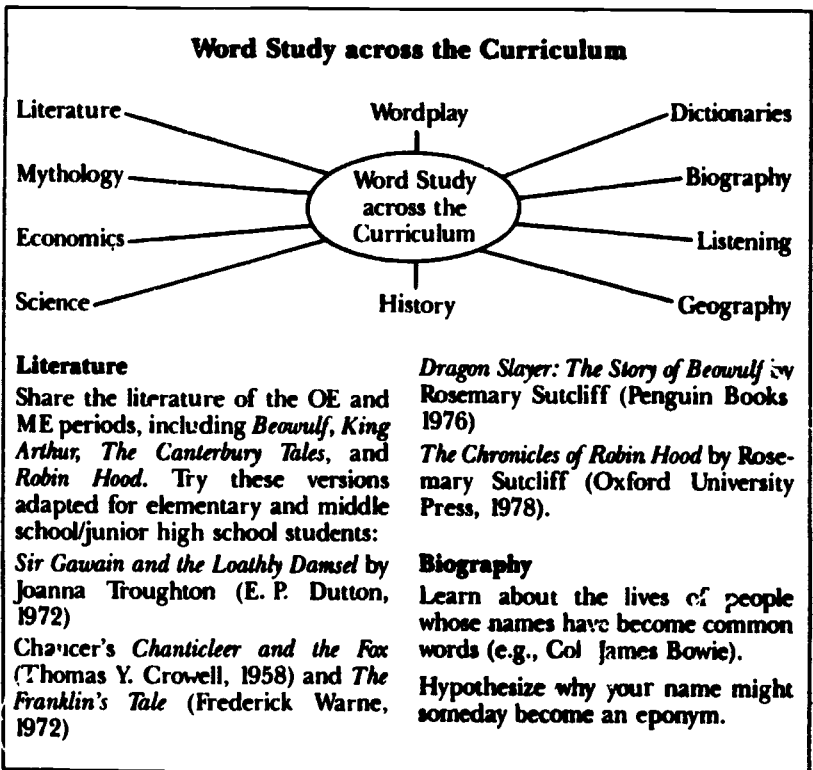 Word Study across the Curriculum
Literature
Wordplay
Dictionaries
Mythology
Word Study
across the
Curriculum
Biography
Economics
Listening
Science
History
Geography
Literature
Share the literature of the OE and
ME periods, including Beowulf, King
Arthur, The Canterbury Tales, and
Robin Hood. Try these versions
adapted for elementary and middle
school/junior high school students:
Sir Gawain and the Loathly Damsel by
Joanna Troughton (E. P. Dutton,
1972)
Chaucer's Chanticleer and the Fox
(Thomas Y. Crowell, 1958) and The
Franklin's Tale (Frederick Warne,
1972)
Dragon Slayer: The Story of Beowulf by
Rosemary Sutcliff (Penguin Books
1976)
The Chronicles of Robin Hood by Rose-
mary Sutcliff (Oxford University
Press, 1978).
Biography
Learn about the lives of people
whose names have become common
words (e.g., Col James Bowie).
Hypothesize why your name might
someday become an eponym.